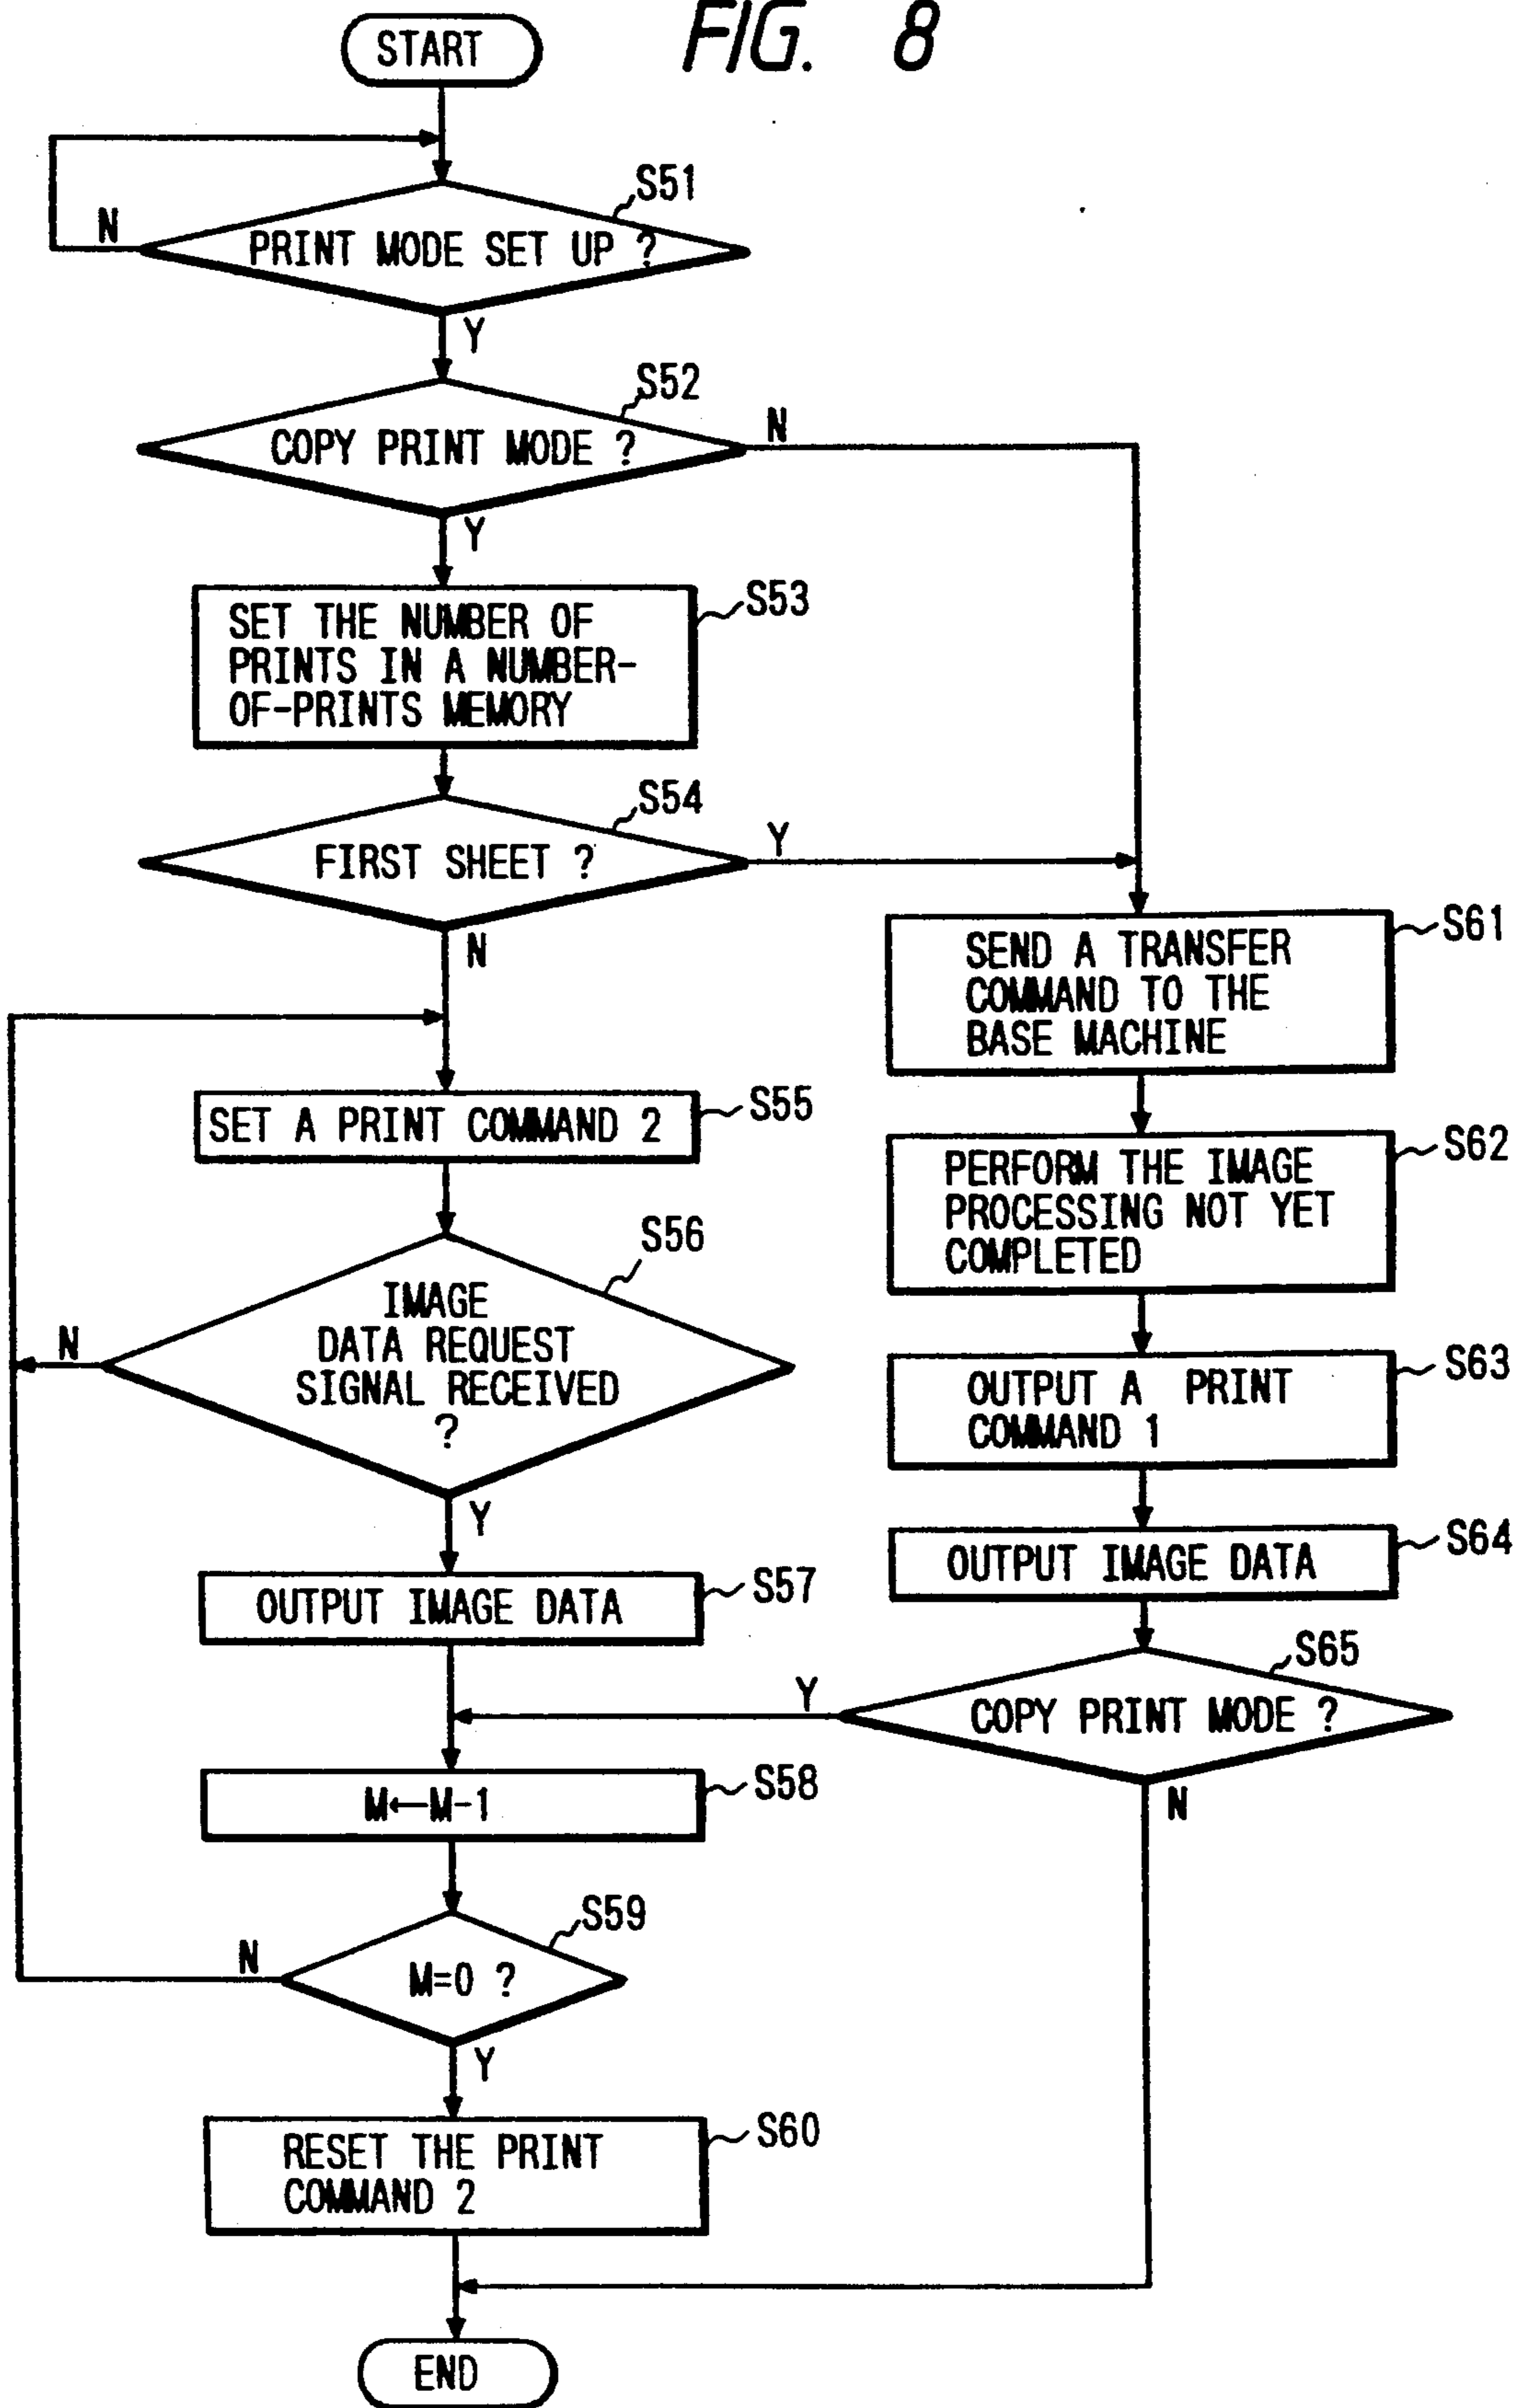 FIG. 8
START
S51
N
PRINT MODE SET UP ?
Y
S52
N
COPY PRINT MODE ?
Y
S53
SET THE NUMBER OF
PRINTS IN A NUMBER-
OF-PRINTS MEMORY
S54
Y
FIRST SHEET ?
N
S55
SET A PRINT COMMAND 2
S56
IMAGE
DATA REQUEST
SIGNAL RECEIVED
?
N
Y
S57
OUTPUT IMAGE DATA
S58
M←M-1
S59
N
M=0 ?
Y
S60
RESET THE PRINT
COMMAND 2
END
S61
SEND A TRANSFER
COMMAND TO THE
BASE MACHINE
S62
PERFORM THE IMAGE
PROCESSING NOT YET
COMPLETED
S63
OUTPUT A PRINT
COMMAND 1
S64
OUTPUT IMAGE DATA
S65
Y
COPY PRINT MODE ?
N